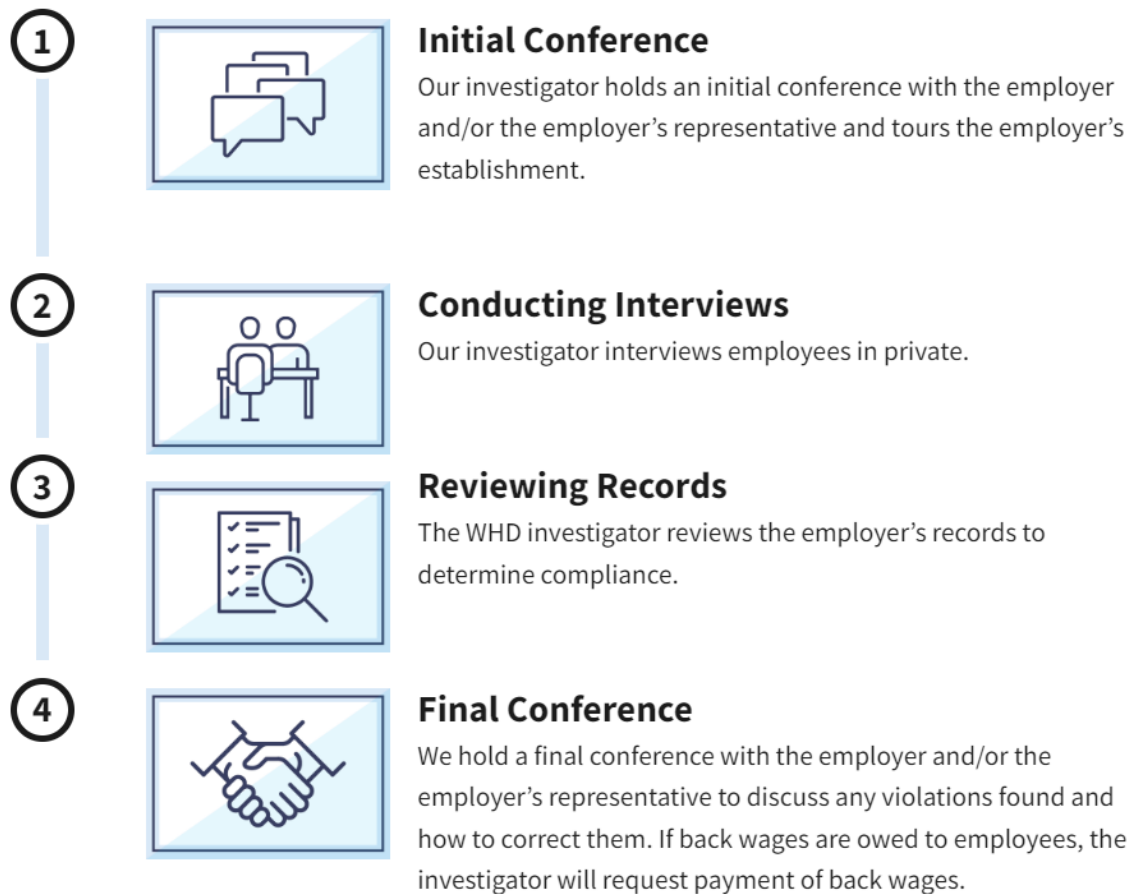 1
Initial Conference
Our investigator holds an initial conference with the employer
and/or the employer’s representative and tours the employer’s
establishment.
2
Conducting Interviews
Our investigator interviews employees in private.
3
Reviewing Records
The WHD investigator reviews the employer’s records to
determine compliance.
4
Final Conference
We hold a final conference with the employer and/or the
employer’s representative to discuss any violations found and
how to correct them. If back wages are owed to employees, the
investigator will request payment of back wages.